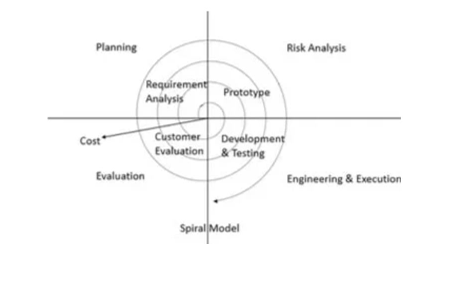 Planning
Risk Analysis
Requirement
Analysis
Prototype
Cost
Customer
Evaluation
Development
& Testing
Evaluation
Engineering & Execution
Spiral Model